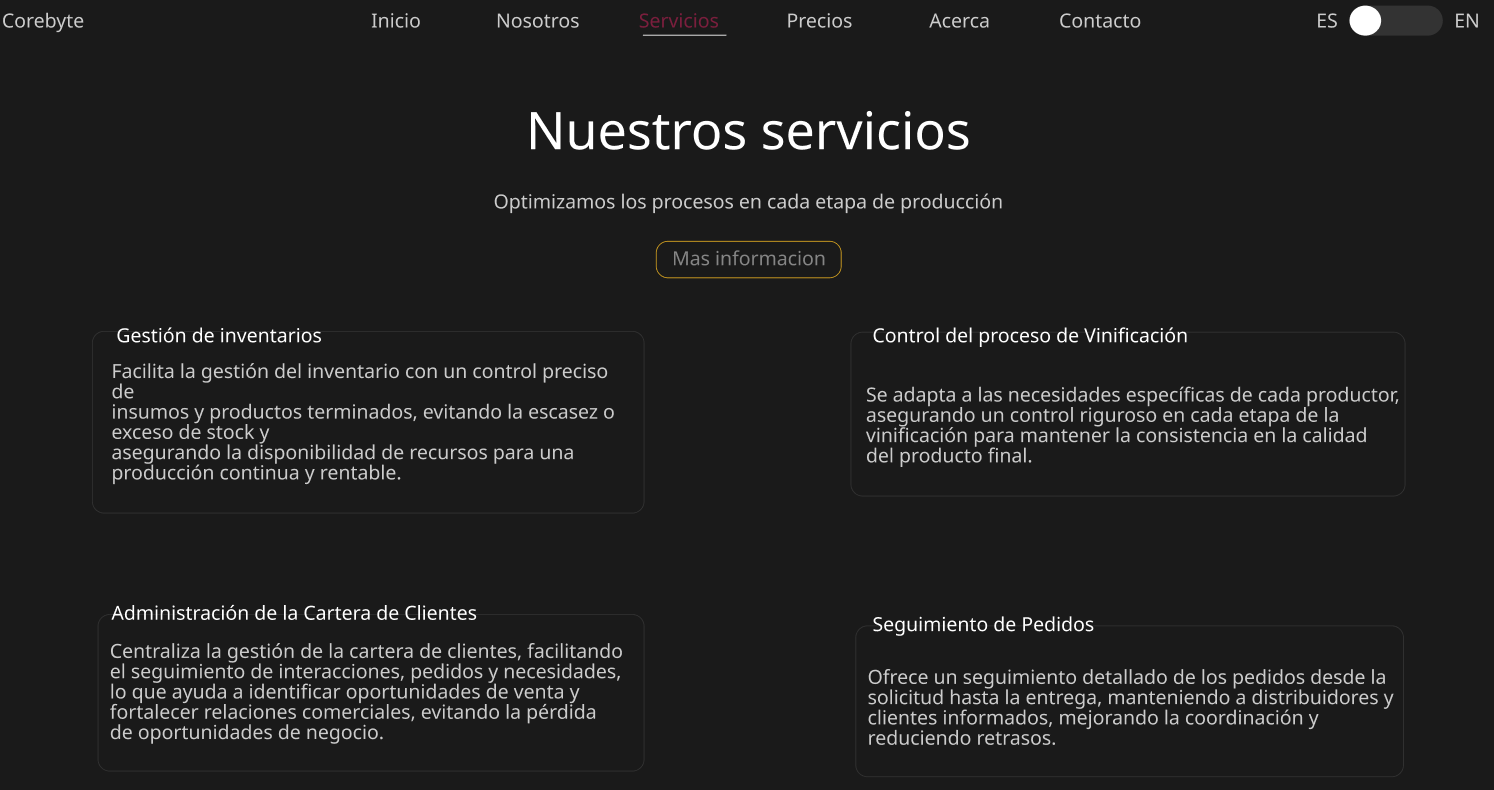 Corebyte
Inicio
Nosotros
Servicios
Precios
Acerca
Contacto
ES
EN
Nuestros servicios
Optimizamos los procesos en cada etapa de producción
Más informacion
Gestión de inventarios
Facilita la gestión del inventario con un control preciso
de
insumos y productos terminados, evitando la escasez o
exceso de stock y
asegurando la disponibilidad de recursos para una
producción continua y rentable.
Control del proceso de Vinificación
Se adapta a las necesidades específicas de cada productor,
asegurando un control riguroso en cada etapa de la
vinificación para mantener la consistencia en la calidad
del producto final.
Administración de la Cartera de Clientes
Centraliza la gestión de la cartera de clientes, facilitando
el seguimiento de interacciones, pedidos y necesidades,
lo que ayuda a identificar oportunidades de venta y
fortalecer relaciones comerciales, evitando la pérdida
de oportunidades de negocio.
Seguimiento de Pedidos
Ofrece un seguimiento detallado de los pedidos desde la
solicitud hasta la entrega, manteniendo a distribuidores y
clientes informados, mejorando la coordinación y
reduciendo retrasos.